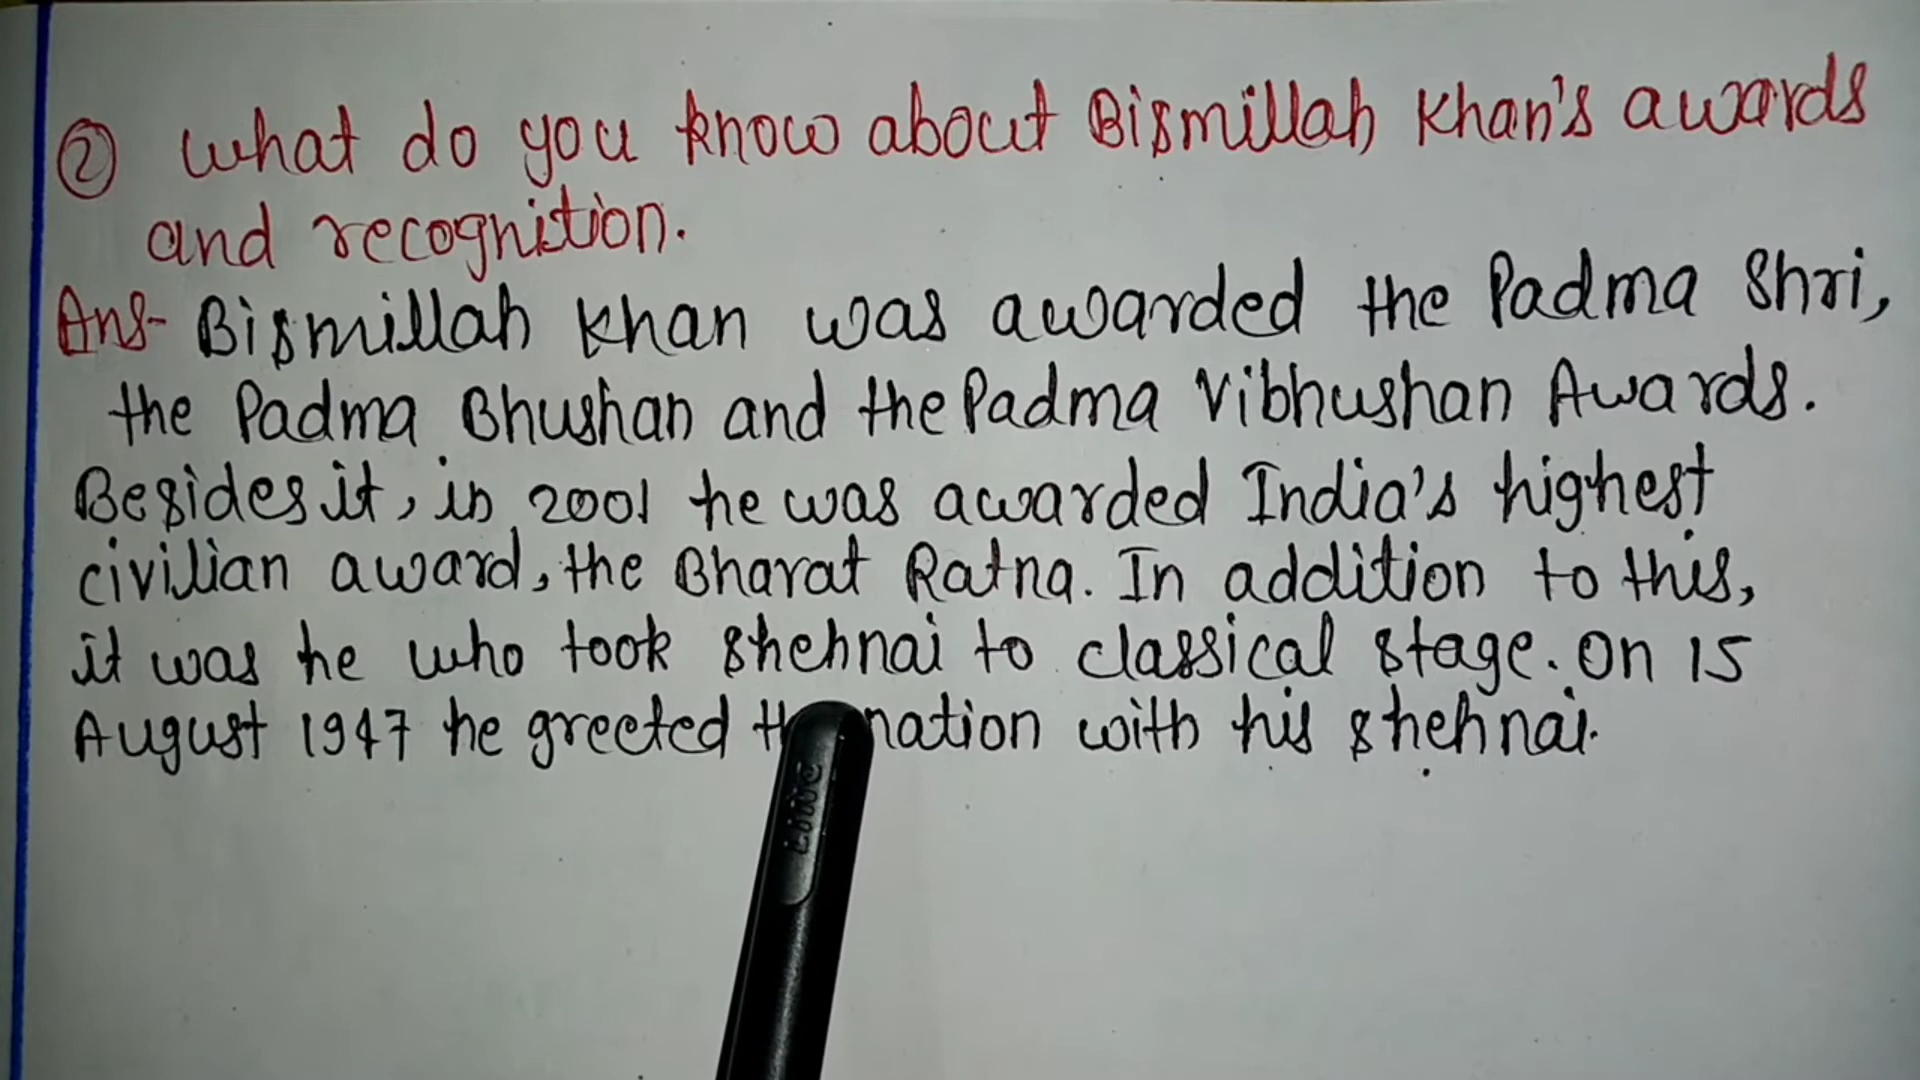 ② What do you know about Bismillah Khan's awards
and recognition.
Ans- Bismillah Khan was awarded the Padma Shri,
the Padma Bhushan and the Padma Vibhushan Awards.
Besides it, in 2001 he was awarded India's highest
civilian award, the Bharat Ratna. In addition to this,
it was he who took shehnai to classical stage. On 15
August 1947 he greeted th nation with his shehnai.